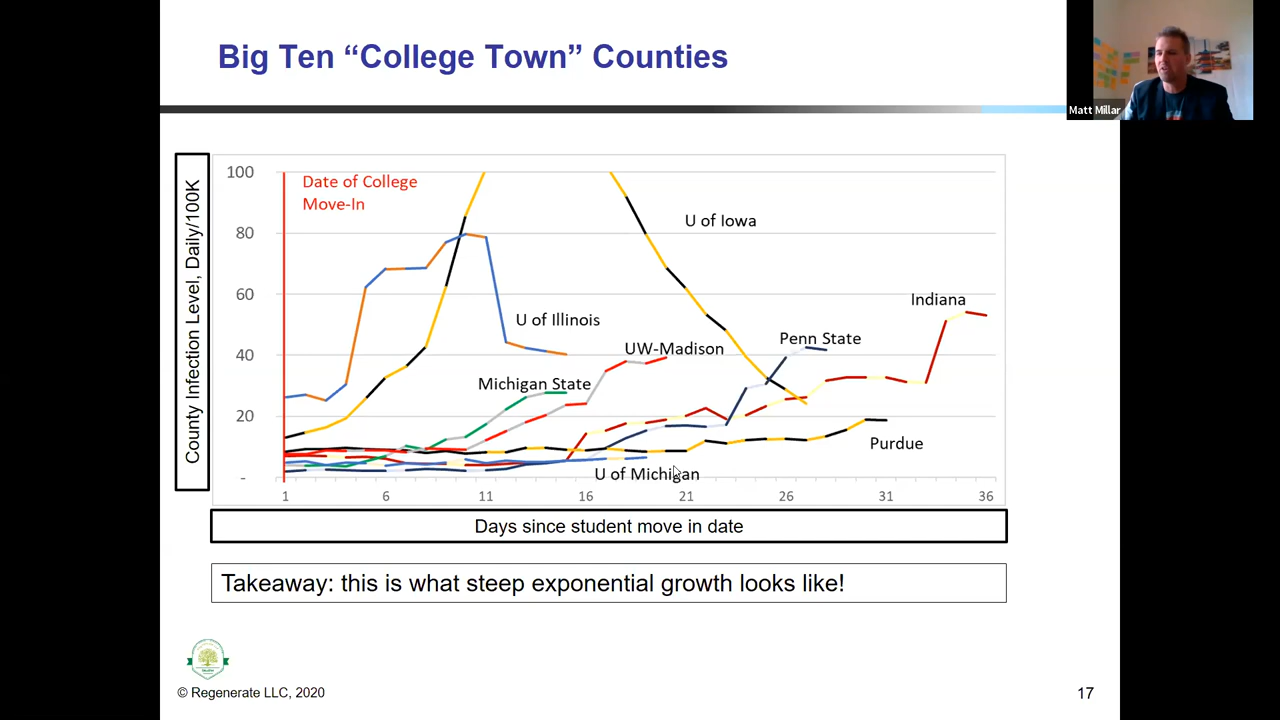 Big Ten “College Town” Counties
Matt Millar
County Infection Level, Daily/100K
100
80
60
40
20
-
Date of College
Move-In
U of Iowa
Indiana
U of Illinois
Penn State
UW-Madison
Michigan State
Purdue
U of Michigan
1 6 11 16 21 26 31 36
Days since student move in date
Takeaway: this is what steep exponential growth looks like!
© Regenerate LLC, 2020
17